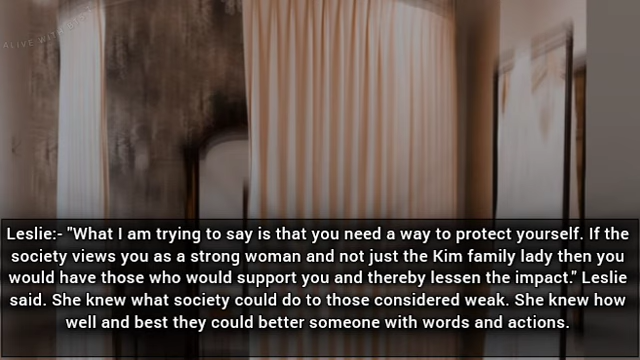 ALIVE WITH
Leslie:- "What I am trying to say is that you need a way to protect yourself. If the
society views you as a strong woman and not just the Kim family lady then you
would have those who would support you and thereby lessen the impact." Leslie
said. She knew what society could do to those considered weak. She knew how
well and best they could better someone with words and actions.